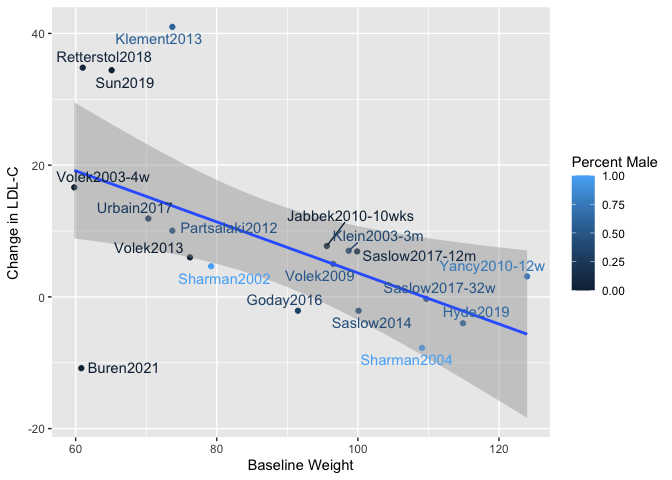 40
Klement2013
Retterstol2018
Sun2019
20
Volek2003-4w
Urbain2017
Partsalaki2012
Jabbek2010-10wks
Klein2003-3m
Volek2013
Saslow2017-12m
Sharman2002
Volek2009
Yancy2010-12w
Saslow2017-32w
0
Goday2016
Hyde2019
Saslow2014
Sharman2004
Buren2021
-20
60
80
100
120
Baseline Weight
Change in LDL-C
Percent Male
1.00
0.75
0.50
0.25
0.00